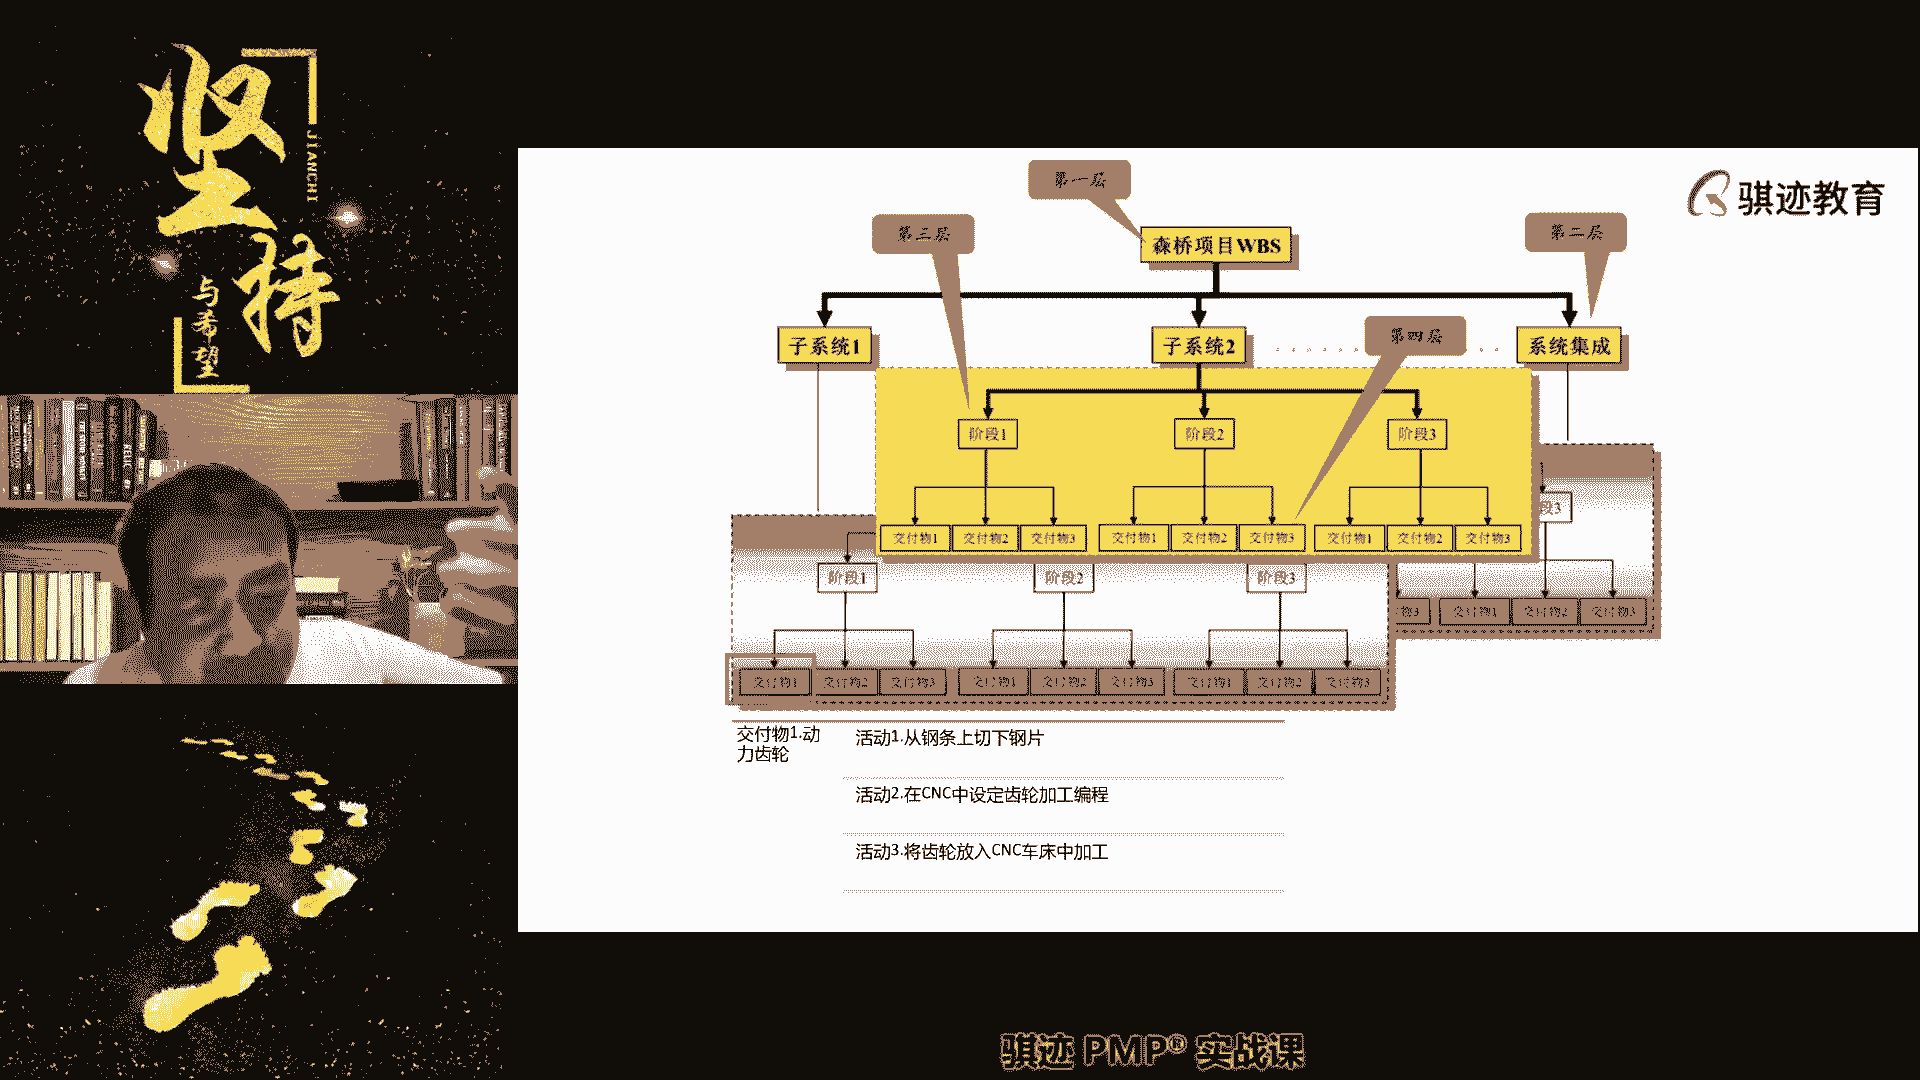 坚持
JIANCHI
与希望
骐迹教育
第一层
第三层
第二层
森桥项目WBS
子系统1
子系统2
第四层
系统集成
阶段1
阶段2
阶段3
交付物1
交付物2
交付物3
交付物1
交付物2
交付物3
交付物1
交付物2
交付物3
段3
阶段1
阶段2
阶段3
物3
交付物1
交付物2
交付物3
交付物1
交付物2
交付物3
交付物1
交付物2
交付物3
交付物1
交付物2
交付物3
交付物1.动
力齿轮
活动1.从钢条上切下钢片
活动2.在CNC中设定齿轮加工编程
活动3.将齿轮放入CNC车床中加工
骐迹 PMP® 实战课